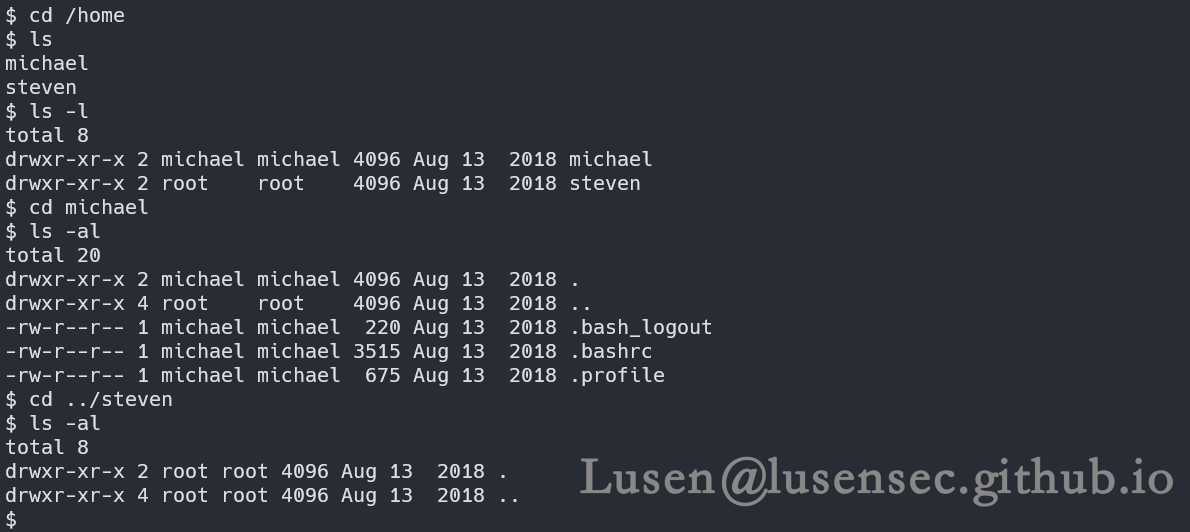 $ cd /home
$ ls
michael
steven
$ ls -l
total 8
drwxr-xr-x 2 michael michael 4096 Aug 13  2018 michael
drwxr-xr-x 2 root    root    4096 Aug 13  2018 steven
$ cd michael
$ ls -al
total 20
drwxr-xr-x 2 michael michael 4096 Aug 13  2018 .
drwxr-xr-x 4 root    root    4096 Aug 13  2018 ..
-rw-r--r-- 1 michael michael  220 Aug 13  2018 .bash_logout
-rw-r--r-- 1 michael michael 3515 Aug 13  2018 .bashrc
-rw-r--r-- 1 michael michael  675 Aug 13  2018 .profile
$ cd ../steven
$ ls -al
total 8
drwxr-xr-x 2 root root 4096 Aug 13  2018 .
drwxr-xr-x 4 root root 4096 Aug 13  2018 ..
$
Lusen@lusensec.github.io